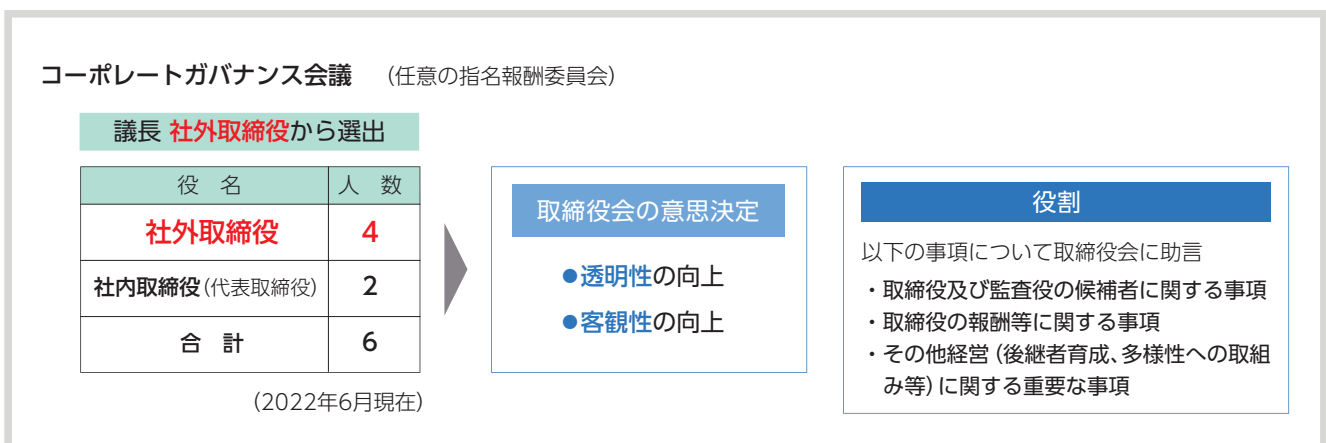 コーポレートガバナンス会議 （任意の指名報酬委員会）
議長 社外取締役から選出
役 名 人 数
社外取締役 4
社内取締役（代表取締役） 2
合 計 6
（2022年6月現在）
取締役会の意思決定
●透明性の向上
●客観性の向上
役割
以下の事項について取締役会に助言
・取締役及び監査役の候補者に関する事項
・取締役の報酬等に関する事項
・その他経営（後継者育成、多様性への取組
み等）に関する重要な事項